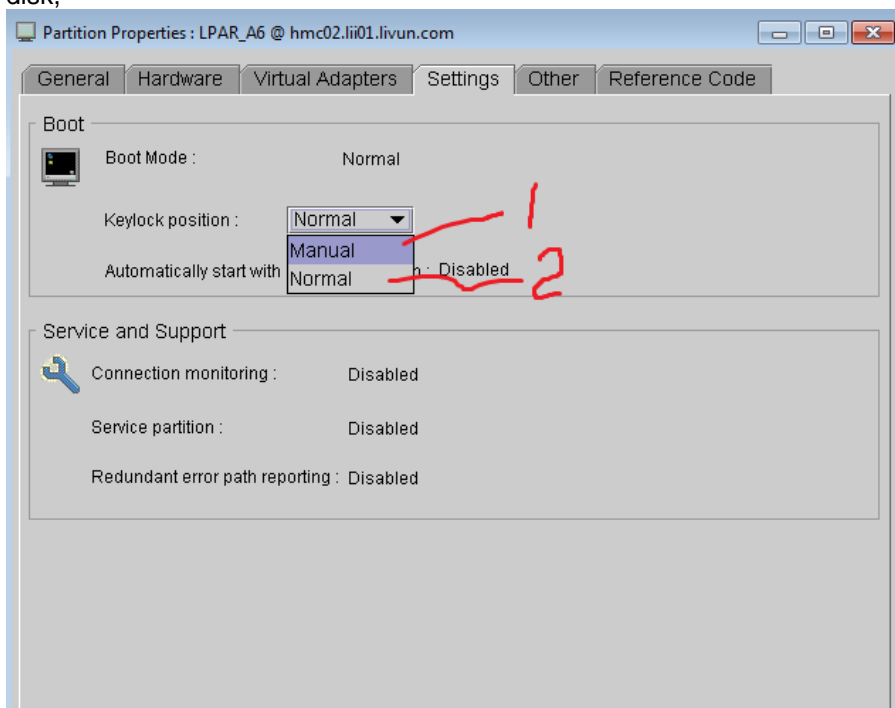 disk,
Partition Properties : LPAR_A6 @ hmc02.lii01.livun.com
General Hardware Virtual Adapters Settings Other Reference Code
Boot
Boot Mode : Normal
Keylock position : Normal
Manual 1
Automatically start with n : Disabled
Normal 2
Service and Support
Connection monitoring : Disabled
Service partition : Disabled
Redundant error path reporting : Disabled